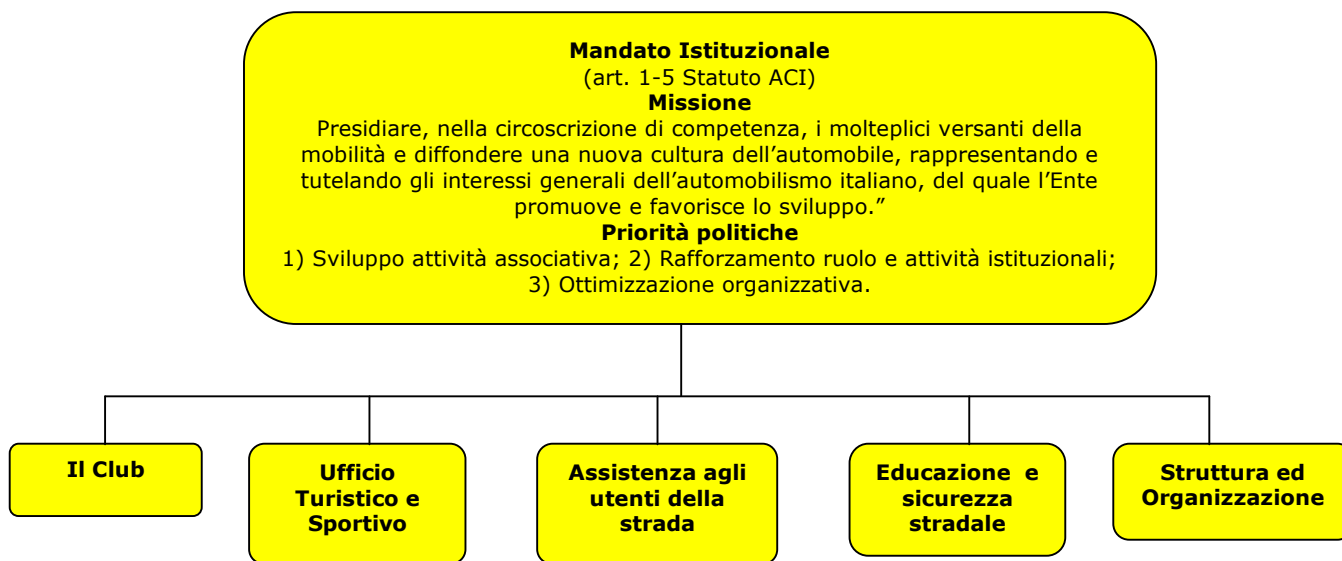 Mandato Istituzionale
(art. 1-5 Statuto ACI)
Missione
Presidiare, nella circoscrizione di competenza, i molteplici versanti della
mobilità e diffondere una nuova cultura dell’automobile, rappresentando e
tutelando gli interessi generali dell’automobilismo italiano, del quale l’Ente
promuove e favorisce lo sviluppo.”
Priorità politiche
1) Sviluppo attività associativa; 2) Rafforzamento ruolo e attività istituzionali;
3) Ottimizzazione organizzativa.
Il Club
Ufficio
Turistico e
Sportivo
Assistenza agli
utenti della
strada
Educazione e
sicurezza
stradale
Struttura ed
Organizzazione